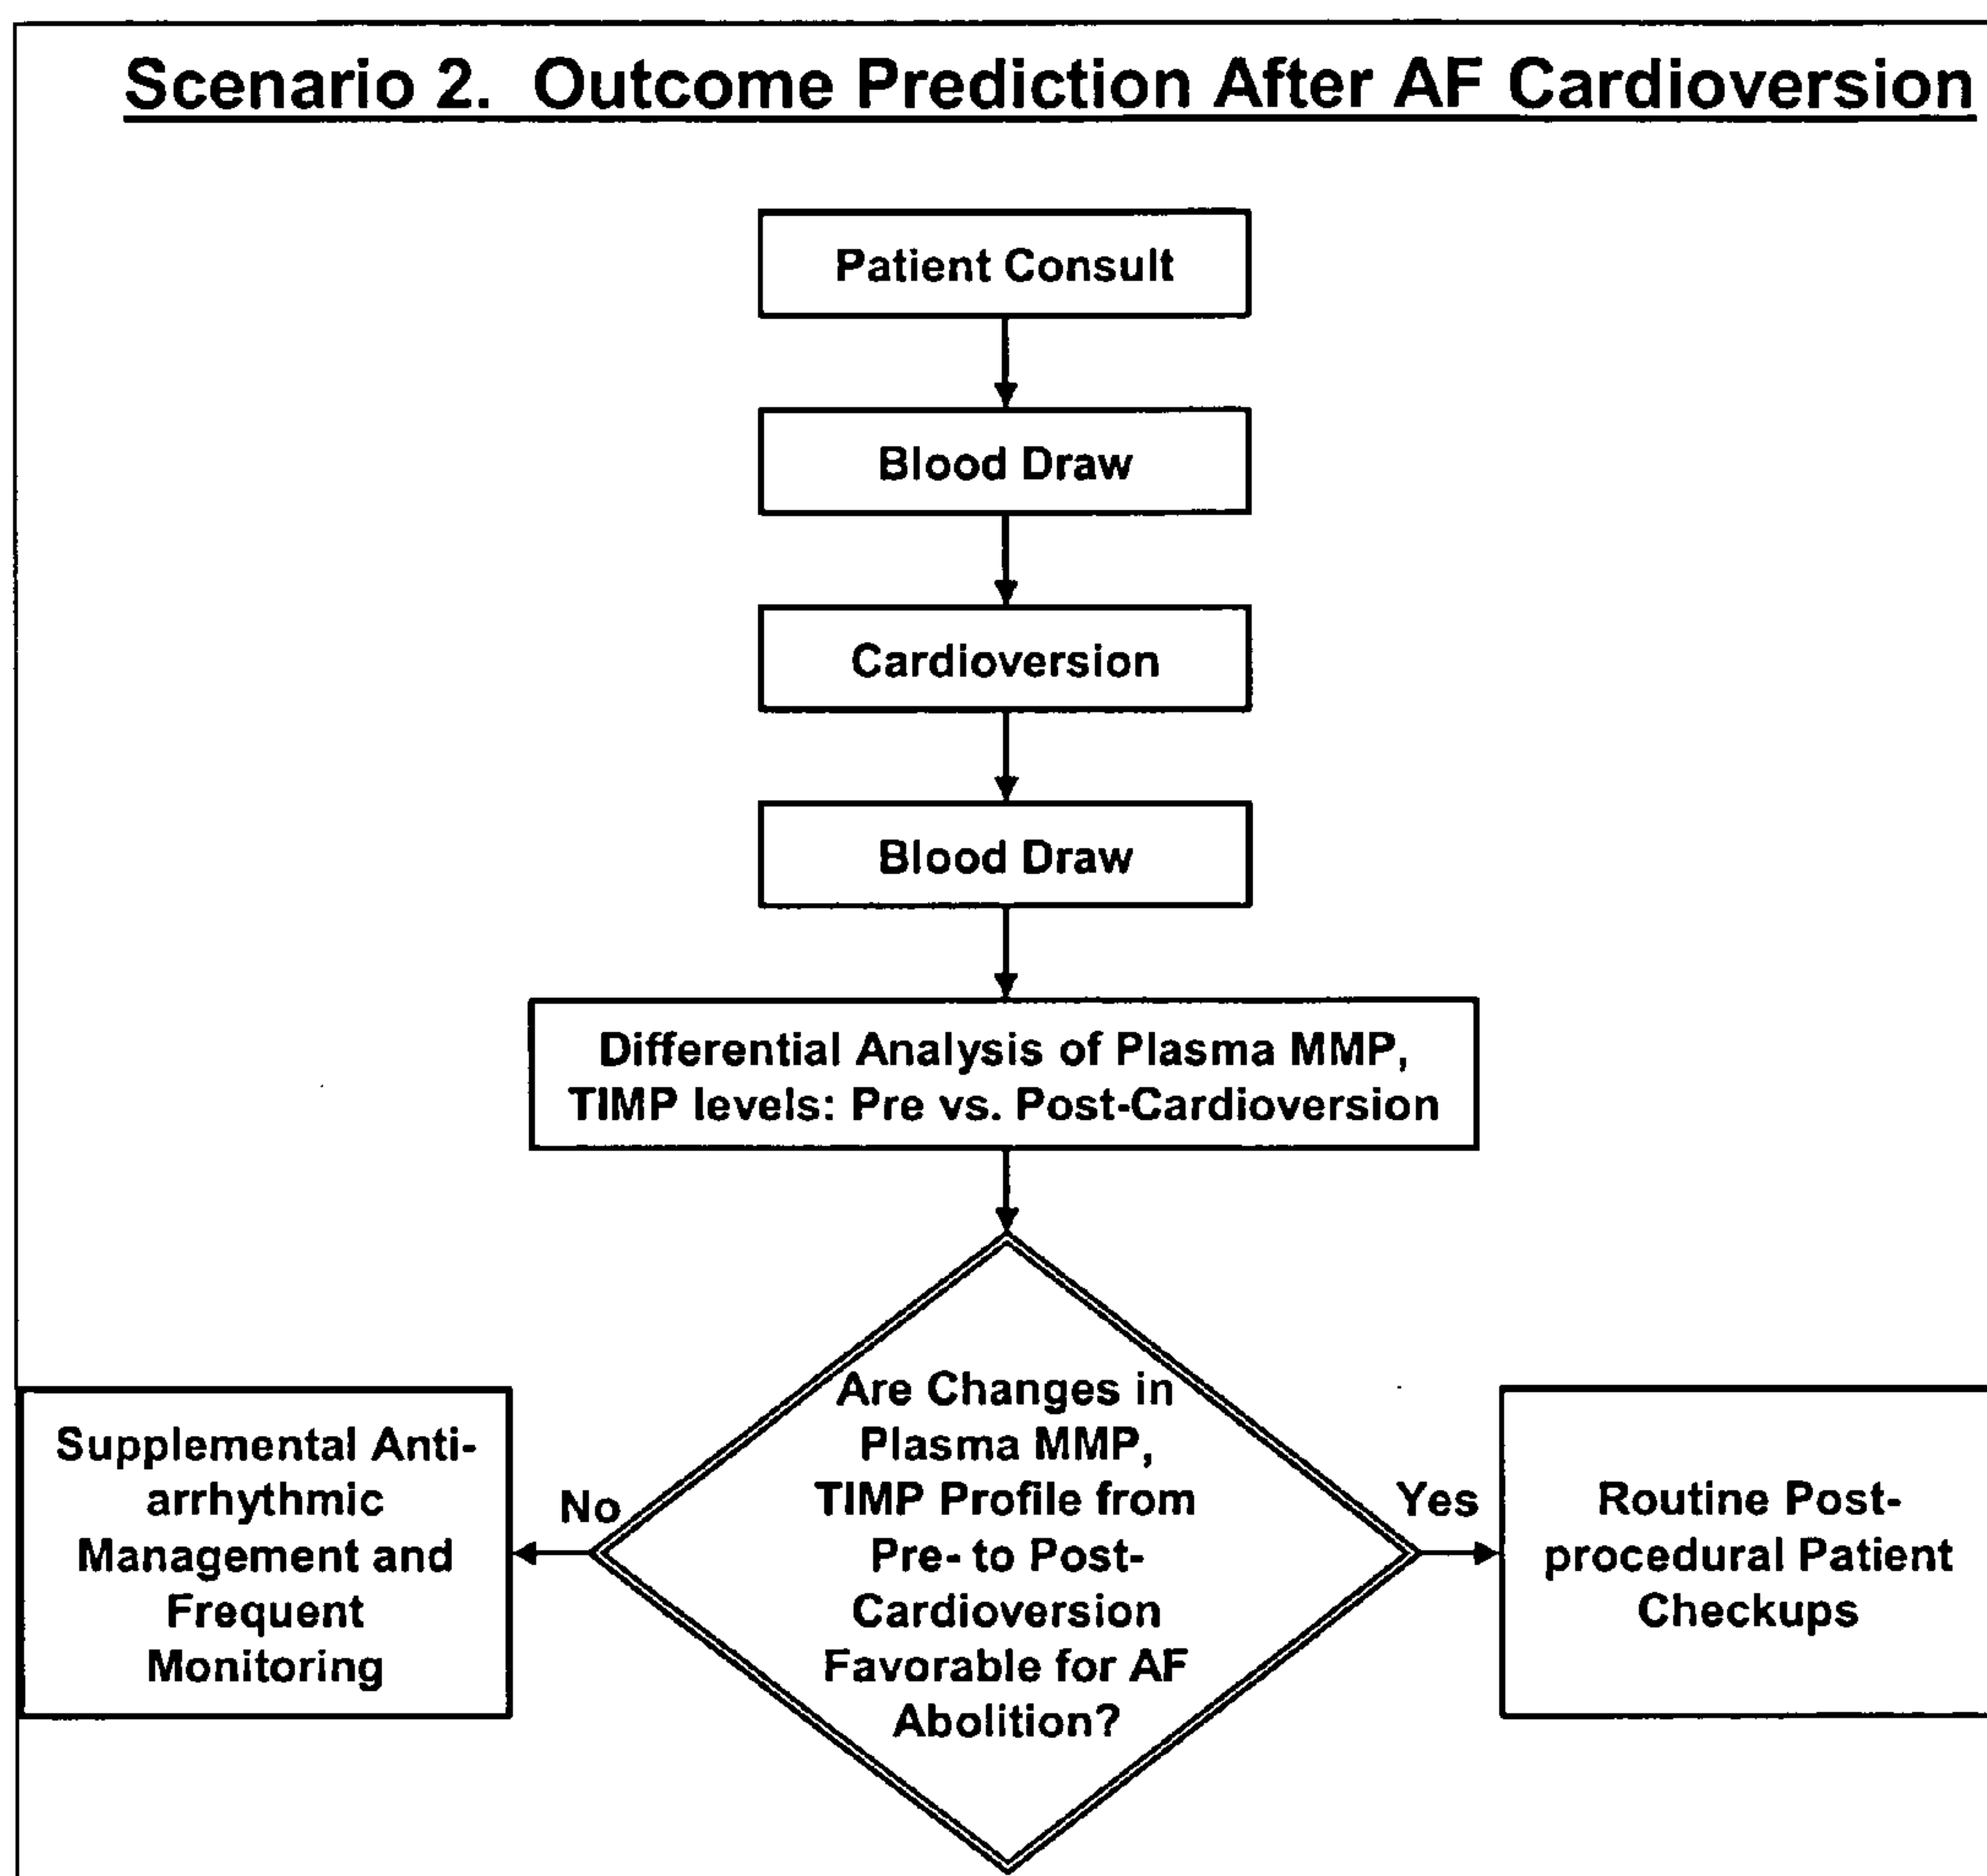 Scenario 2. Outcome Prediction After AF Cardioversion
Patient Consult
Blood Draw
Cardioversion
Blood Draw
Differential Analysis of Plasma MMP,
TIMP levels: Pre vs. Post-Cardioversion
Are Changes in
Plasma MMP,
TIMP Profile from
Pre- to Post-
Cardioversion
Favorable for AF
Abolition?
No
Supplemental Anti-
arrhythmic
Management and
Frequent
Monitoring
Yes
Routine Post-
procedural Patient
Checkups